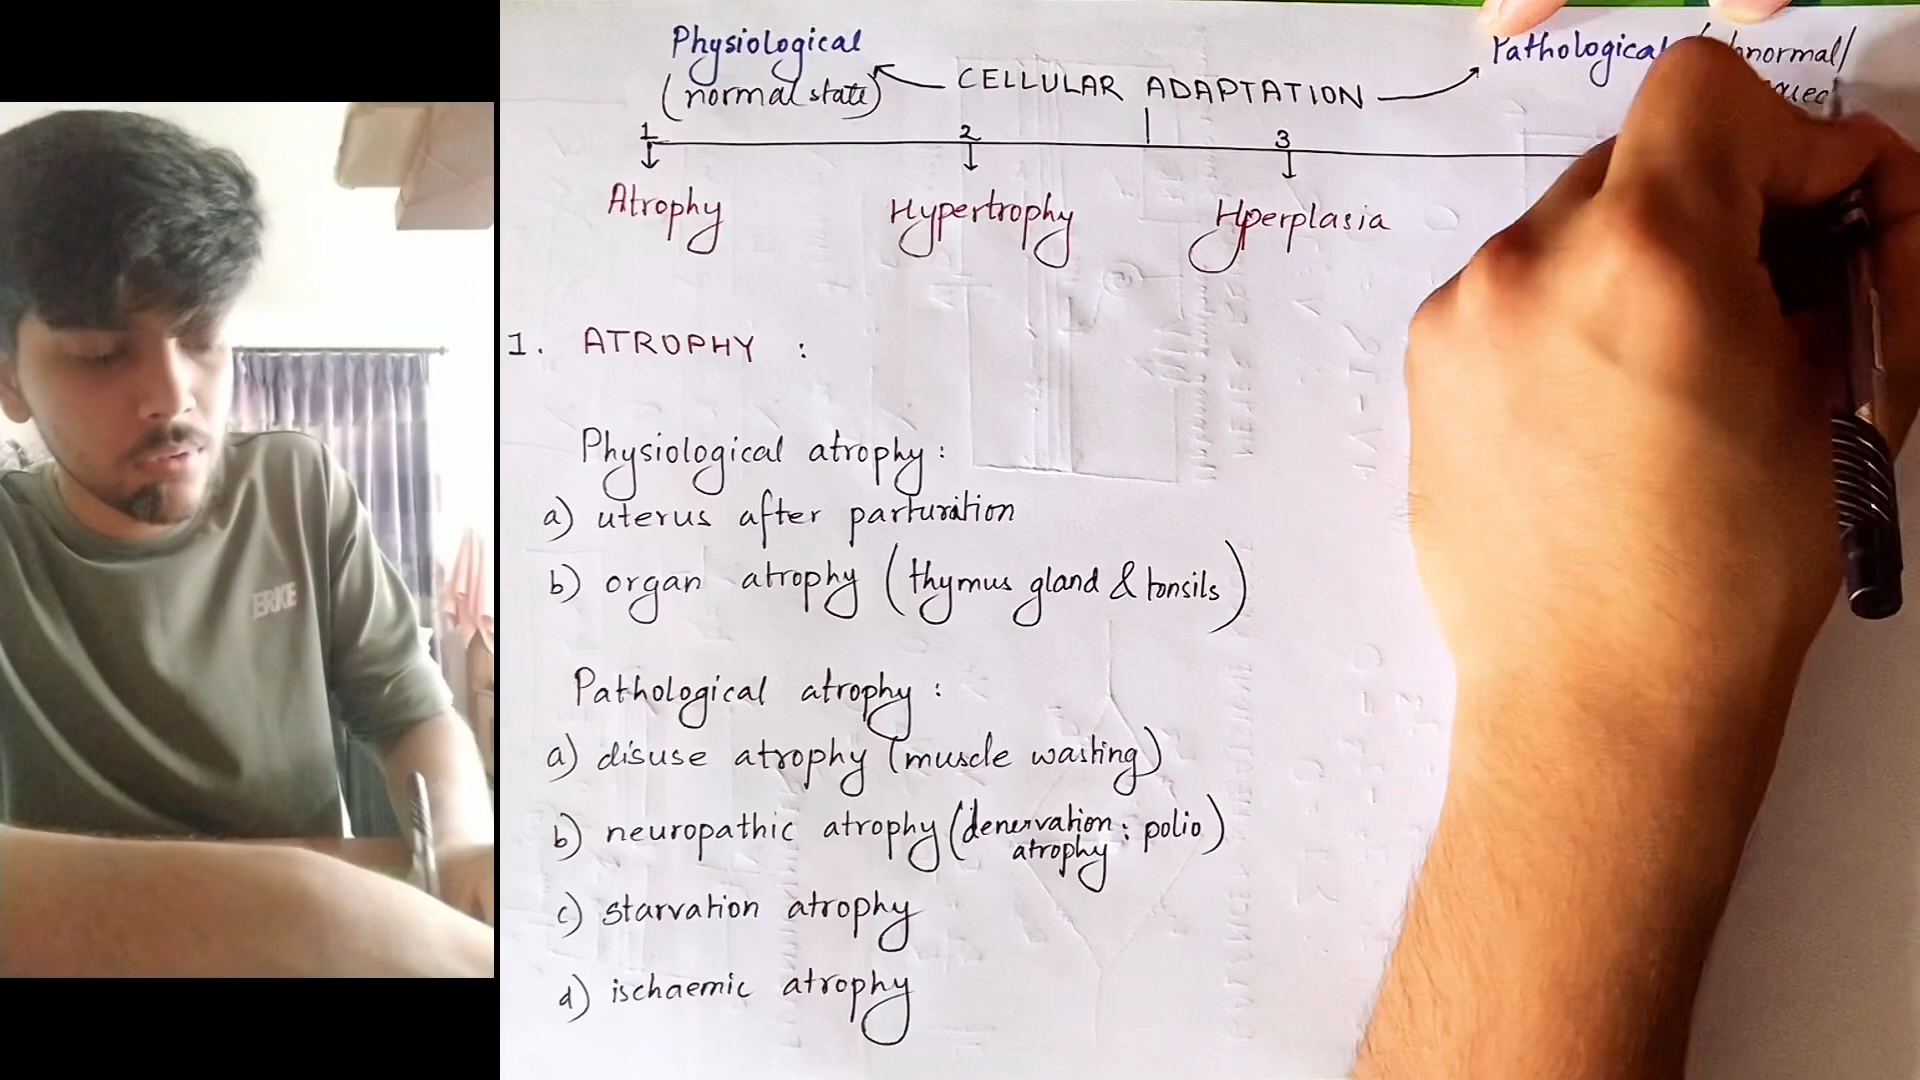 Physiological
(normal state)
CELLULAR ADAPTATION
Pathological
1 2 3
Atrophy Hypertrophy Hperplasia
1. ATROPHY :
Physiological atrophy :
a) uterus after parturition
b) organ atrophy (thymus gland & tonsils)
Pathological atrophy :
a) disuse atrophy (muscle wasting)
b) neuropathic atrophy (denervation : polio)
atrophy
c) starvation atrophy
d) ischaemic atrophy
ERKE